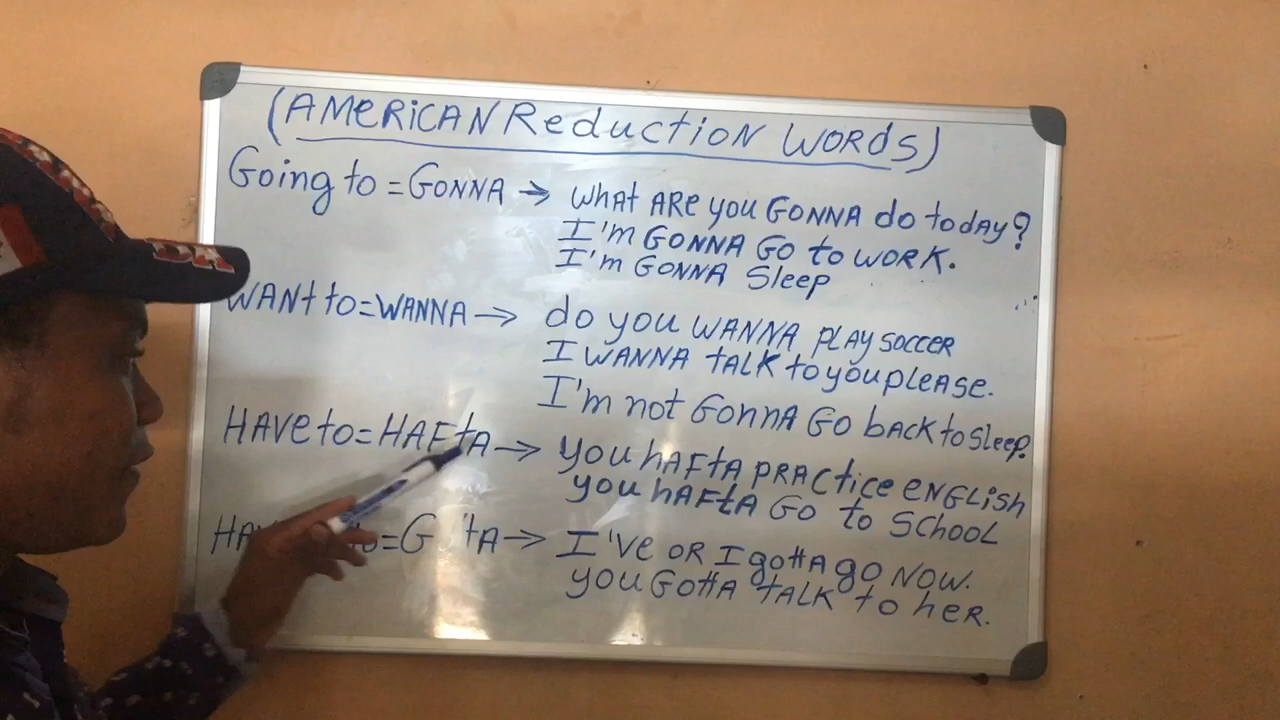 (AMERICAN Reduction WORDS)
Going to = GONNA → What ARe you GONNA do today?
I'm GONNA Go to WORK.
I'm GONNA Sleep
WANt to = WANNA → do you WANNA PLAY SOCCER
I WANNA tALK to you please.
I'm not GonnA Go bACK to Sleep.
HAVe to = HAFtA → you hAFtA PRACtice eNGLish
you hAFtA Go to SCHOOL
I've OR I gottA go NOW.
you GottA tALK to heR.